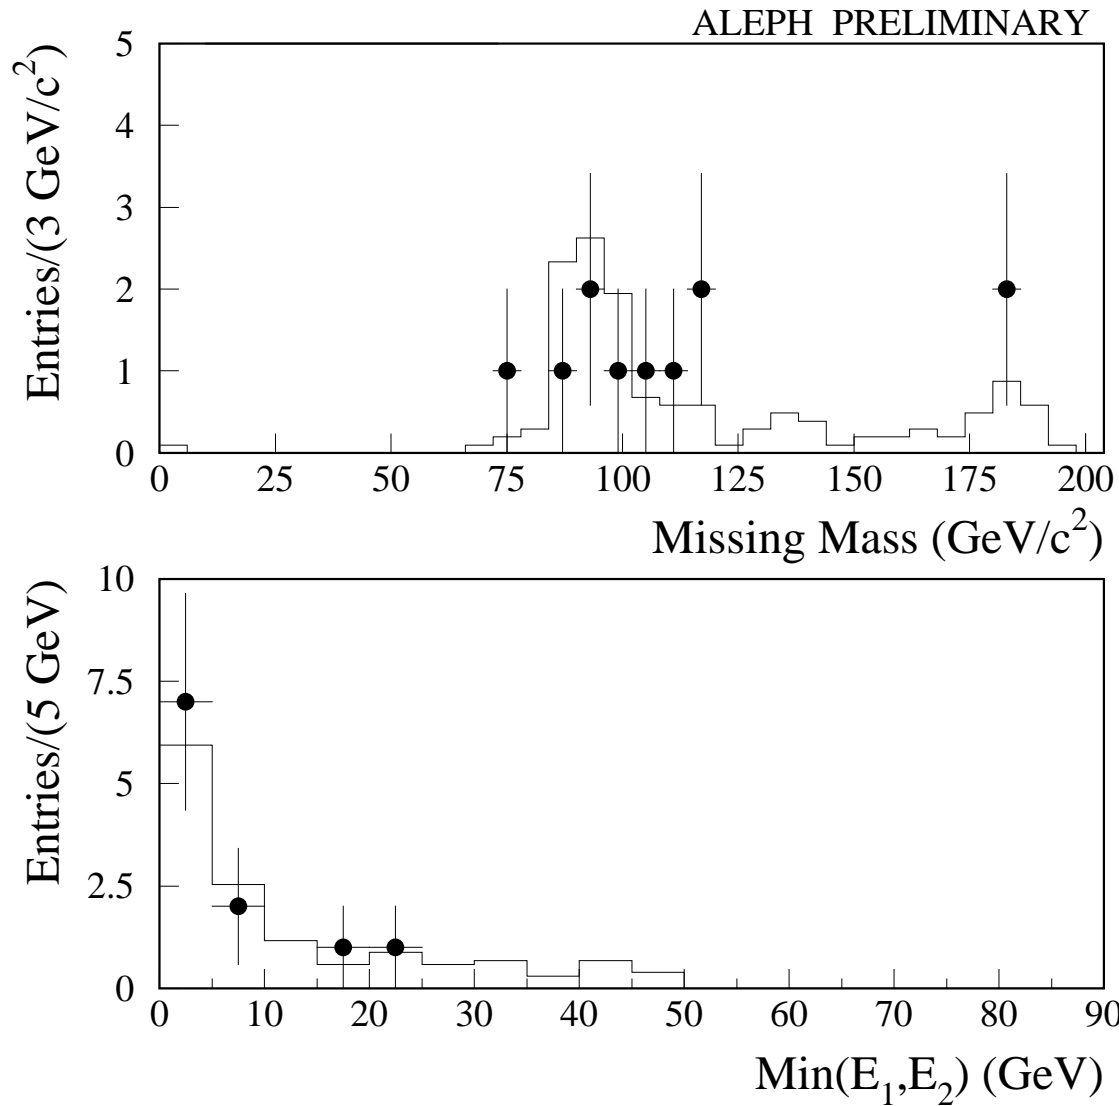 ALEPH PRELIMINARY
Entries/(3 GeV/c²)
5
4
3
2
1
0
0 25 50 75 100 125 150 175 200
Missing Mass (GeV/c²)
Entries/(5 GeV)
10
7.5
5
2.5
0
0 10 20 30 40 50 60 70 80 90
Min(E₁,E₂) (GeV)